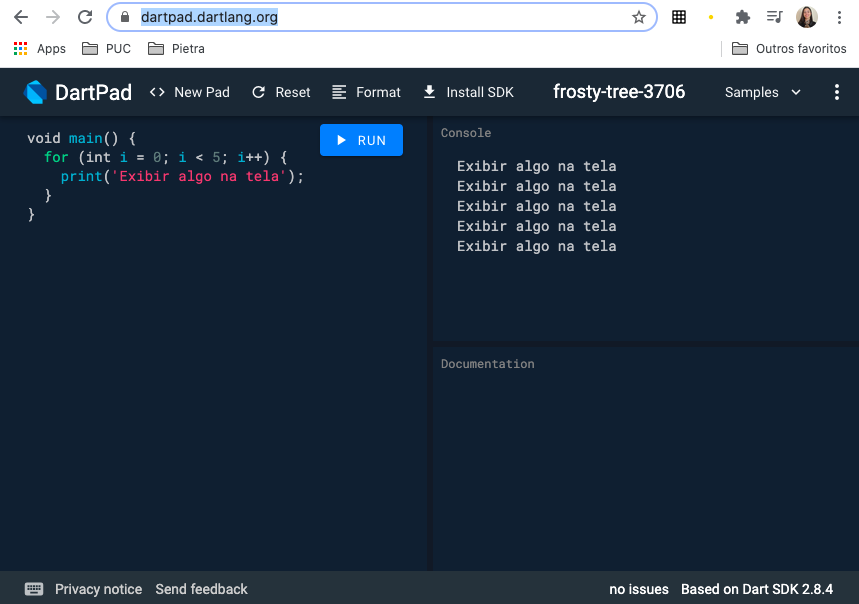 dartpad.dartlang.org
Apps PUC Pietra Outros favoritos
DartPad <> New Pad Reset Format Install SDK frosty-tree-3706 Samples
void main() {
for (int i = 0; i < 5; i++) {
print('Exibir algo na tela');
}
}
RUN
Console
Exibir algo na tela
Exibir algo na tela
Exibir algo na tela
Exibir algo na tela
Exibir algo na tela
Documentation
Privacy notice Send feedback no issues Based on Dart SDK 2.8.4